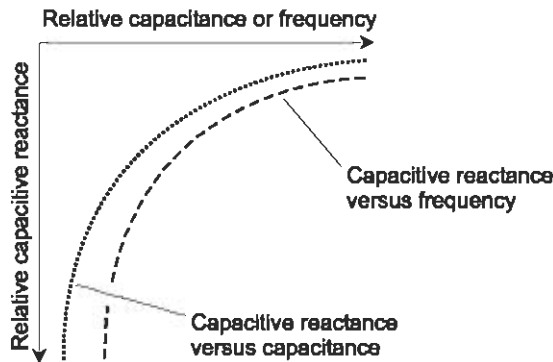 Relative capacitance or frequency
Relative capacitive reactance
Capacitive reactance
versus frequency
Capacitive reactance
versus capacitance